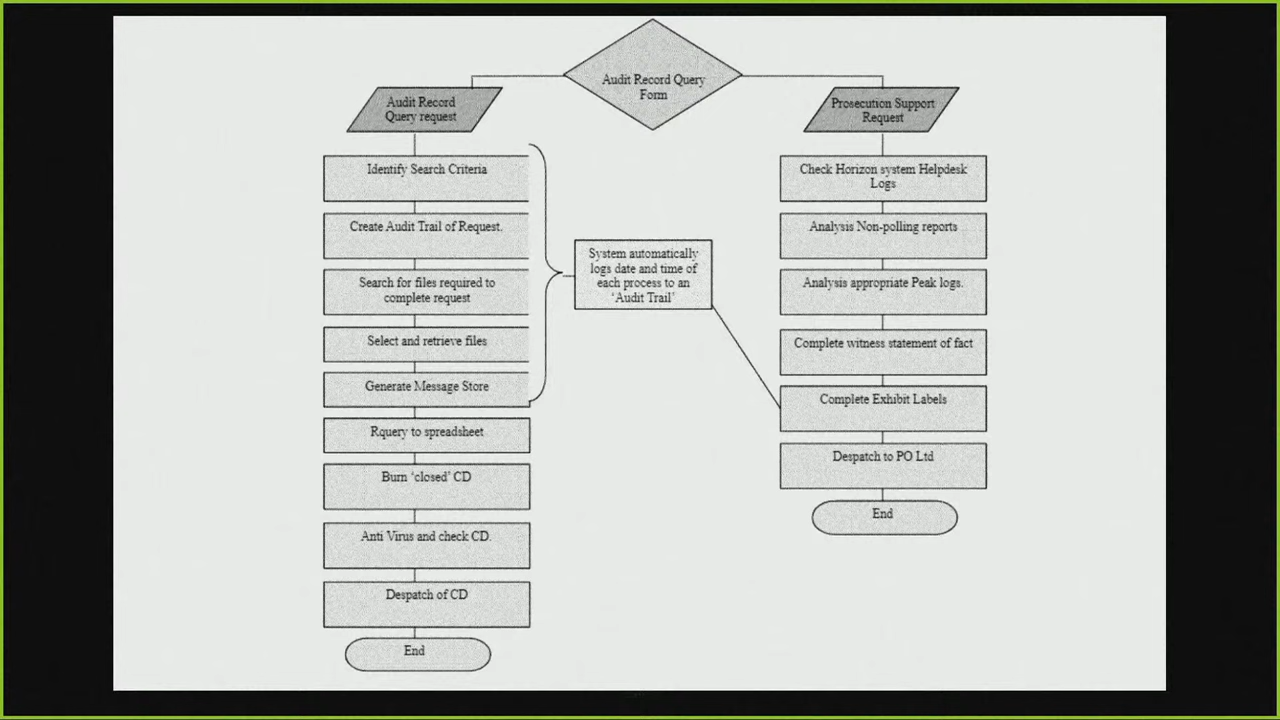 Audit Record Query
Form
Audit Record
Query request
Identify Search Criteria
Create Audit Trail of Request.
Search for files required to
complete request
Select and retrieve files
Generate Message Store
Rquery to spreadsheet
Burn ‘closed’ CD
Anti Virus and check CD.
Despatch of CD
End
System automatically
logs date and time of
each process to an
‘Audit Trail’
Prosecution Support
Request
Check Horizon system Helpdesk
Logs
Analysis Non-polling reports
Analysis appropriate Peak logs.
Complete witness statement of fact
Complete Exhibit Labels
Despatch to PO Ltd
End